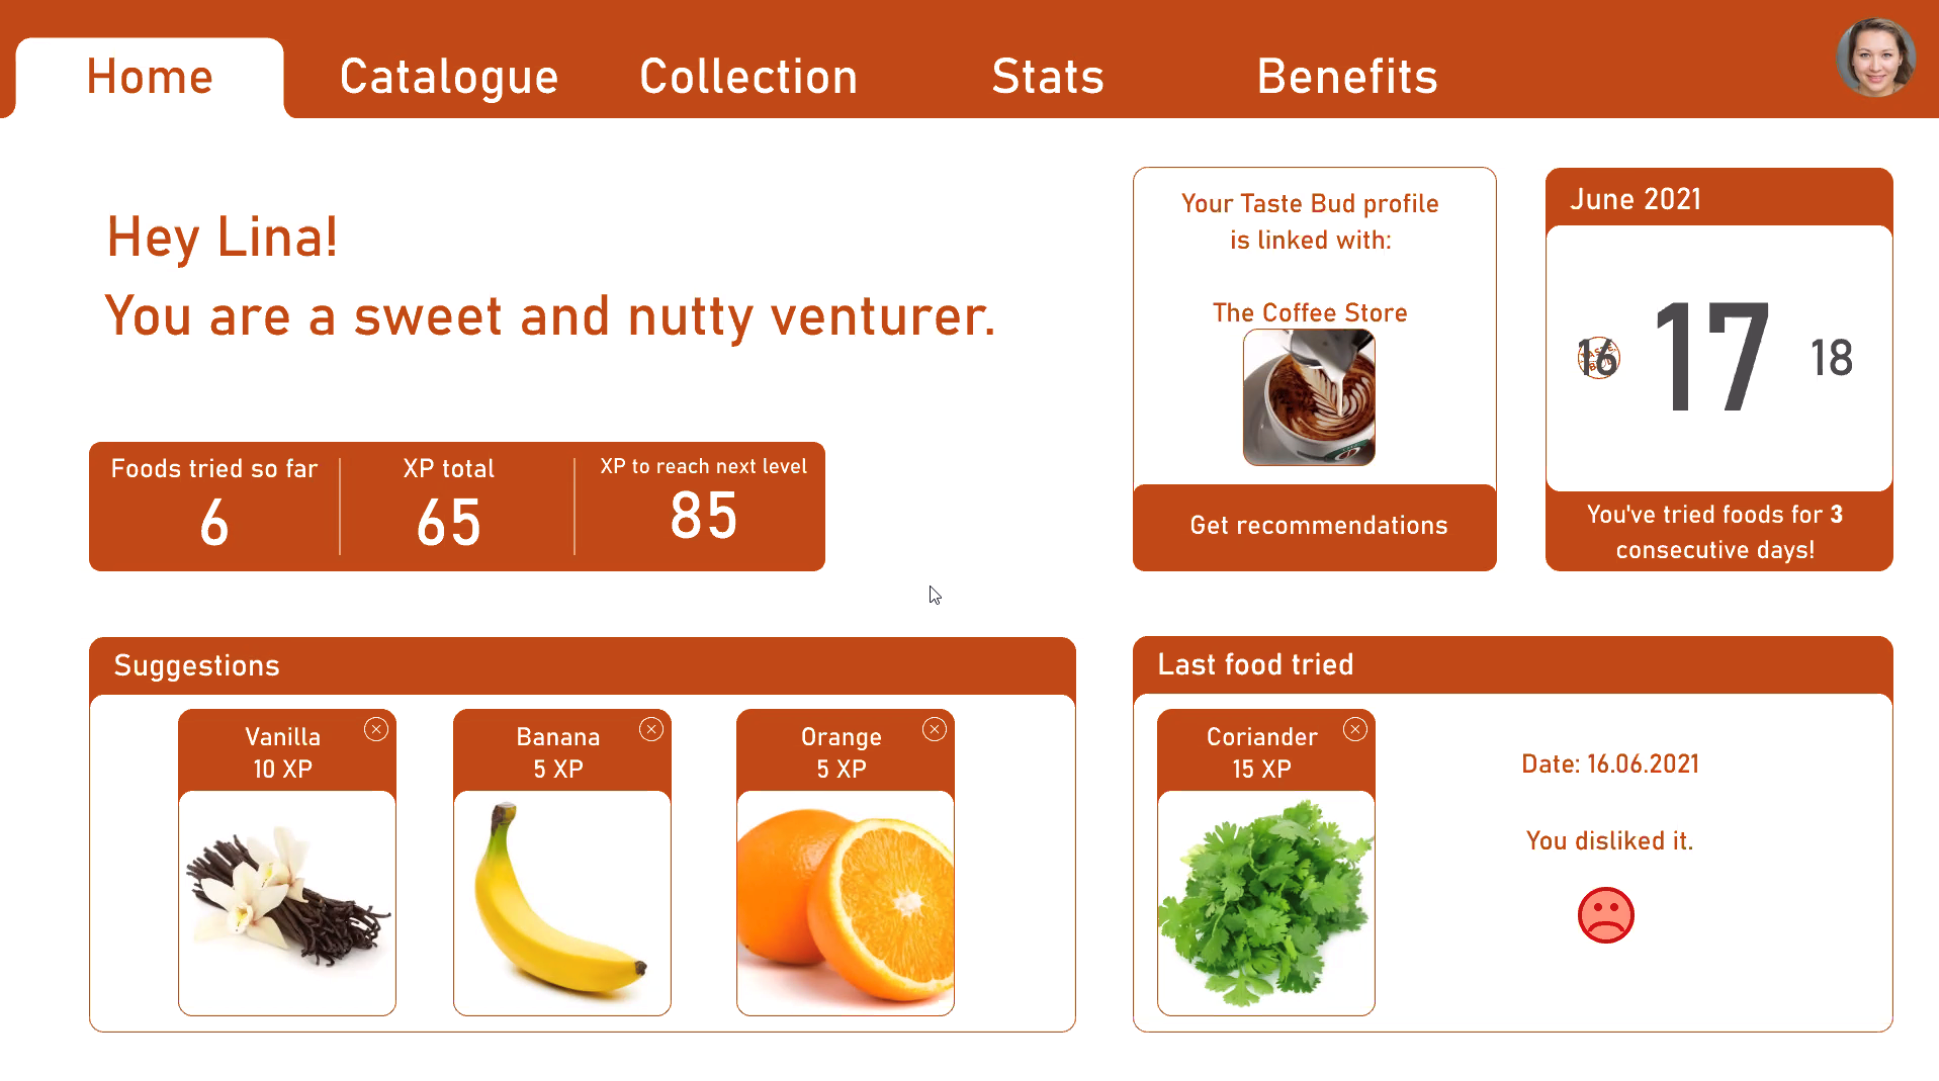 Home
Catalogue
Collection
Stats
Benefits
Hey Lina!
You are a sweet and nutty venturer.
Foods tried so far
6
XP total
65
XP to reach next level
85
Your Taste Bud profile
is linked with:
The Coffee Store
Get recommendations
June 2021
16
17
18
You've tried foods for 3
consecutive days!
Suggestions
Vanilla
10 XP
Banana
5 XP
Orange
5 XP
Last food tried
Coriander
15 XP
Date: 16.06.2021
You disliked it.